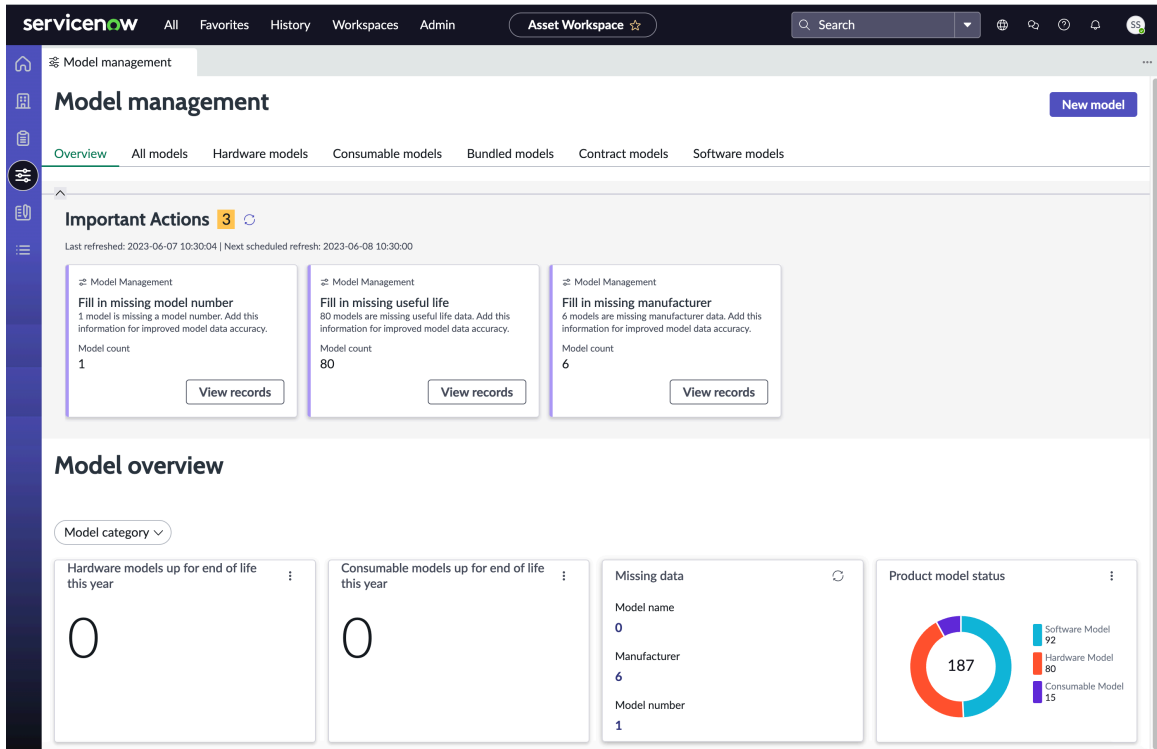 servicenow All Favorites History Workspaces Admin Asset Workspace Search SS
Model management
Model management
New model
Overview All models Hardware models Consumable models Bundled models Contract models Software models
Important Actions 3
Last refreshed: 2023-06-07 10:30:04 | Next scheduled refresh: 2023-06-08 10:30:00
Model Management
Fill in missing model number
1 model is missing a model number. Add this
information for improved model data accuracy.
Model count
1
View records
Model Management
Fill in missing useful life
80 models are missing useful life data. Add this
information for improved model data accuracy.
Model count
80
View records
Model Management
Fill in missing manufacturer
6 models are missing manufacturer data. Add this
information for improved model data accuracy.
Model count
6
View records
Model overview
Model category
Hardware models up for end of life
this year
0
Consumable models up for end of life
this year
0
Missing data
Model name
0
Manufacturer
6
Model number
1
Product model status
187
Software Model
92
Hardware Model
80
Consumable Model
15